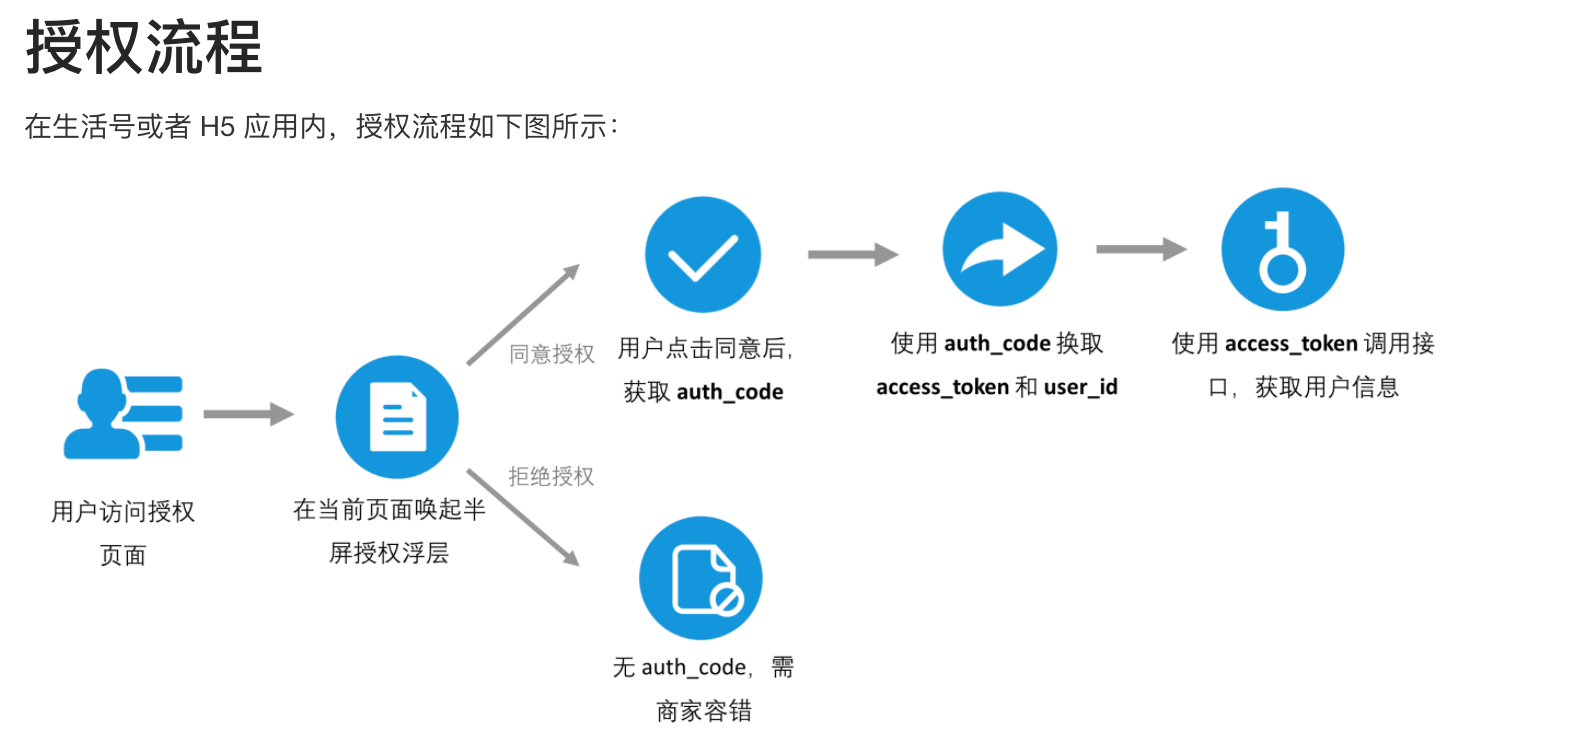 授权流程
在生活号或者 H5 应用内，授权流程如下图所示：
用户访问授权
页面
在当前页面唤起半
屏授权浮层
同意授权
用户点击同意后，
获取 auth_code
使用 auth_code 换取
access_token 和 user_id
使用 access_token 调用接
口，获取用户信息
拒绝授权
无 auth_code，需
商家容错